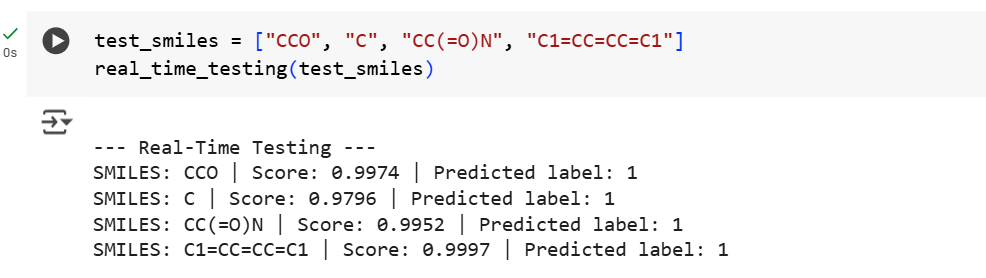 test_smiles = ["CCO", "C", "CC(=O)N", "C1=CC=CC=C1"]
0s
real_time_testing(test_smiles)
--- Real-Time Testing ---
SMILES: CCO | Score: 0.9974 | Predicted label: 1
SMILES: C | Score: 0.9796 | Predicted label: 1
SMILES: CC(=O)N | Score: 0.9952 | Predicted label: 1
SMILES: C1=CC=CC=C1 | Score: 0.9997 | Predicted label: 1